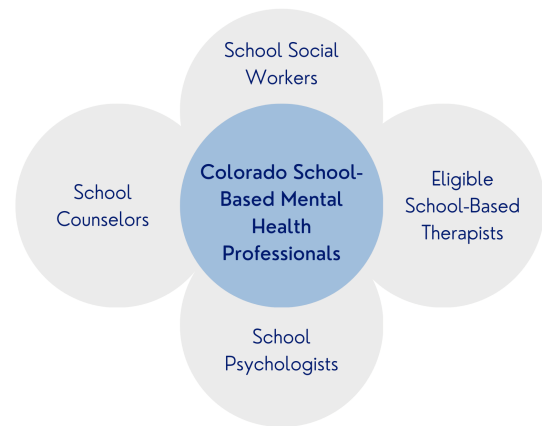 School Social
Workers
School
Counselors
Colorado School-
Based Mental
Health
Professionals
Eligible
School-Based
Therapists
School
Psychologists